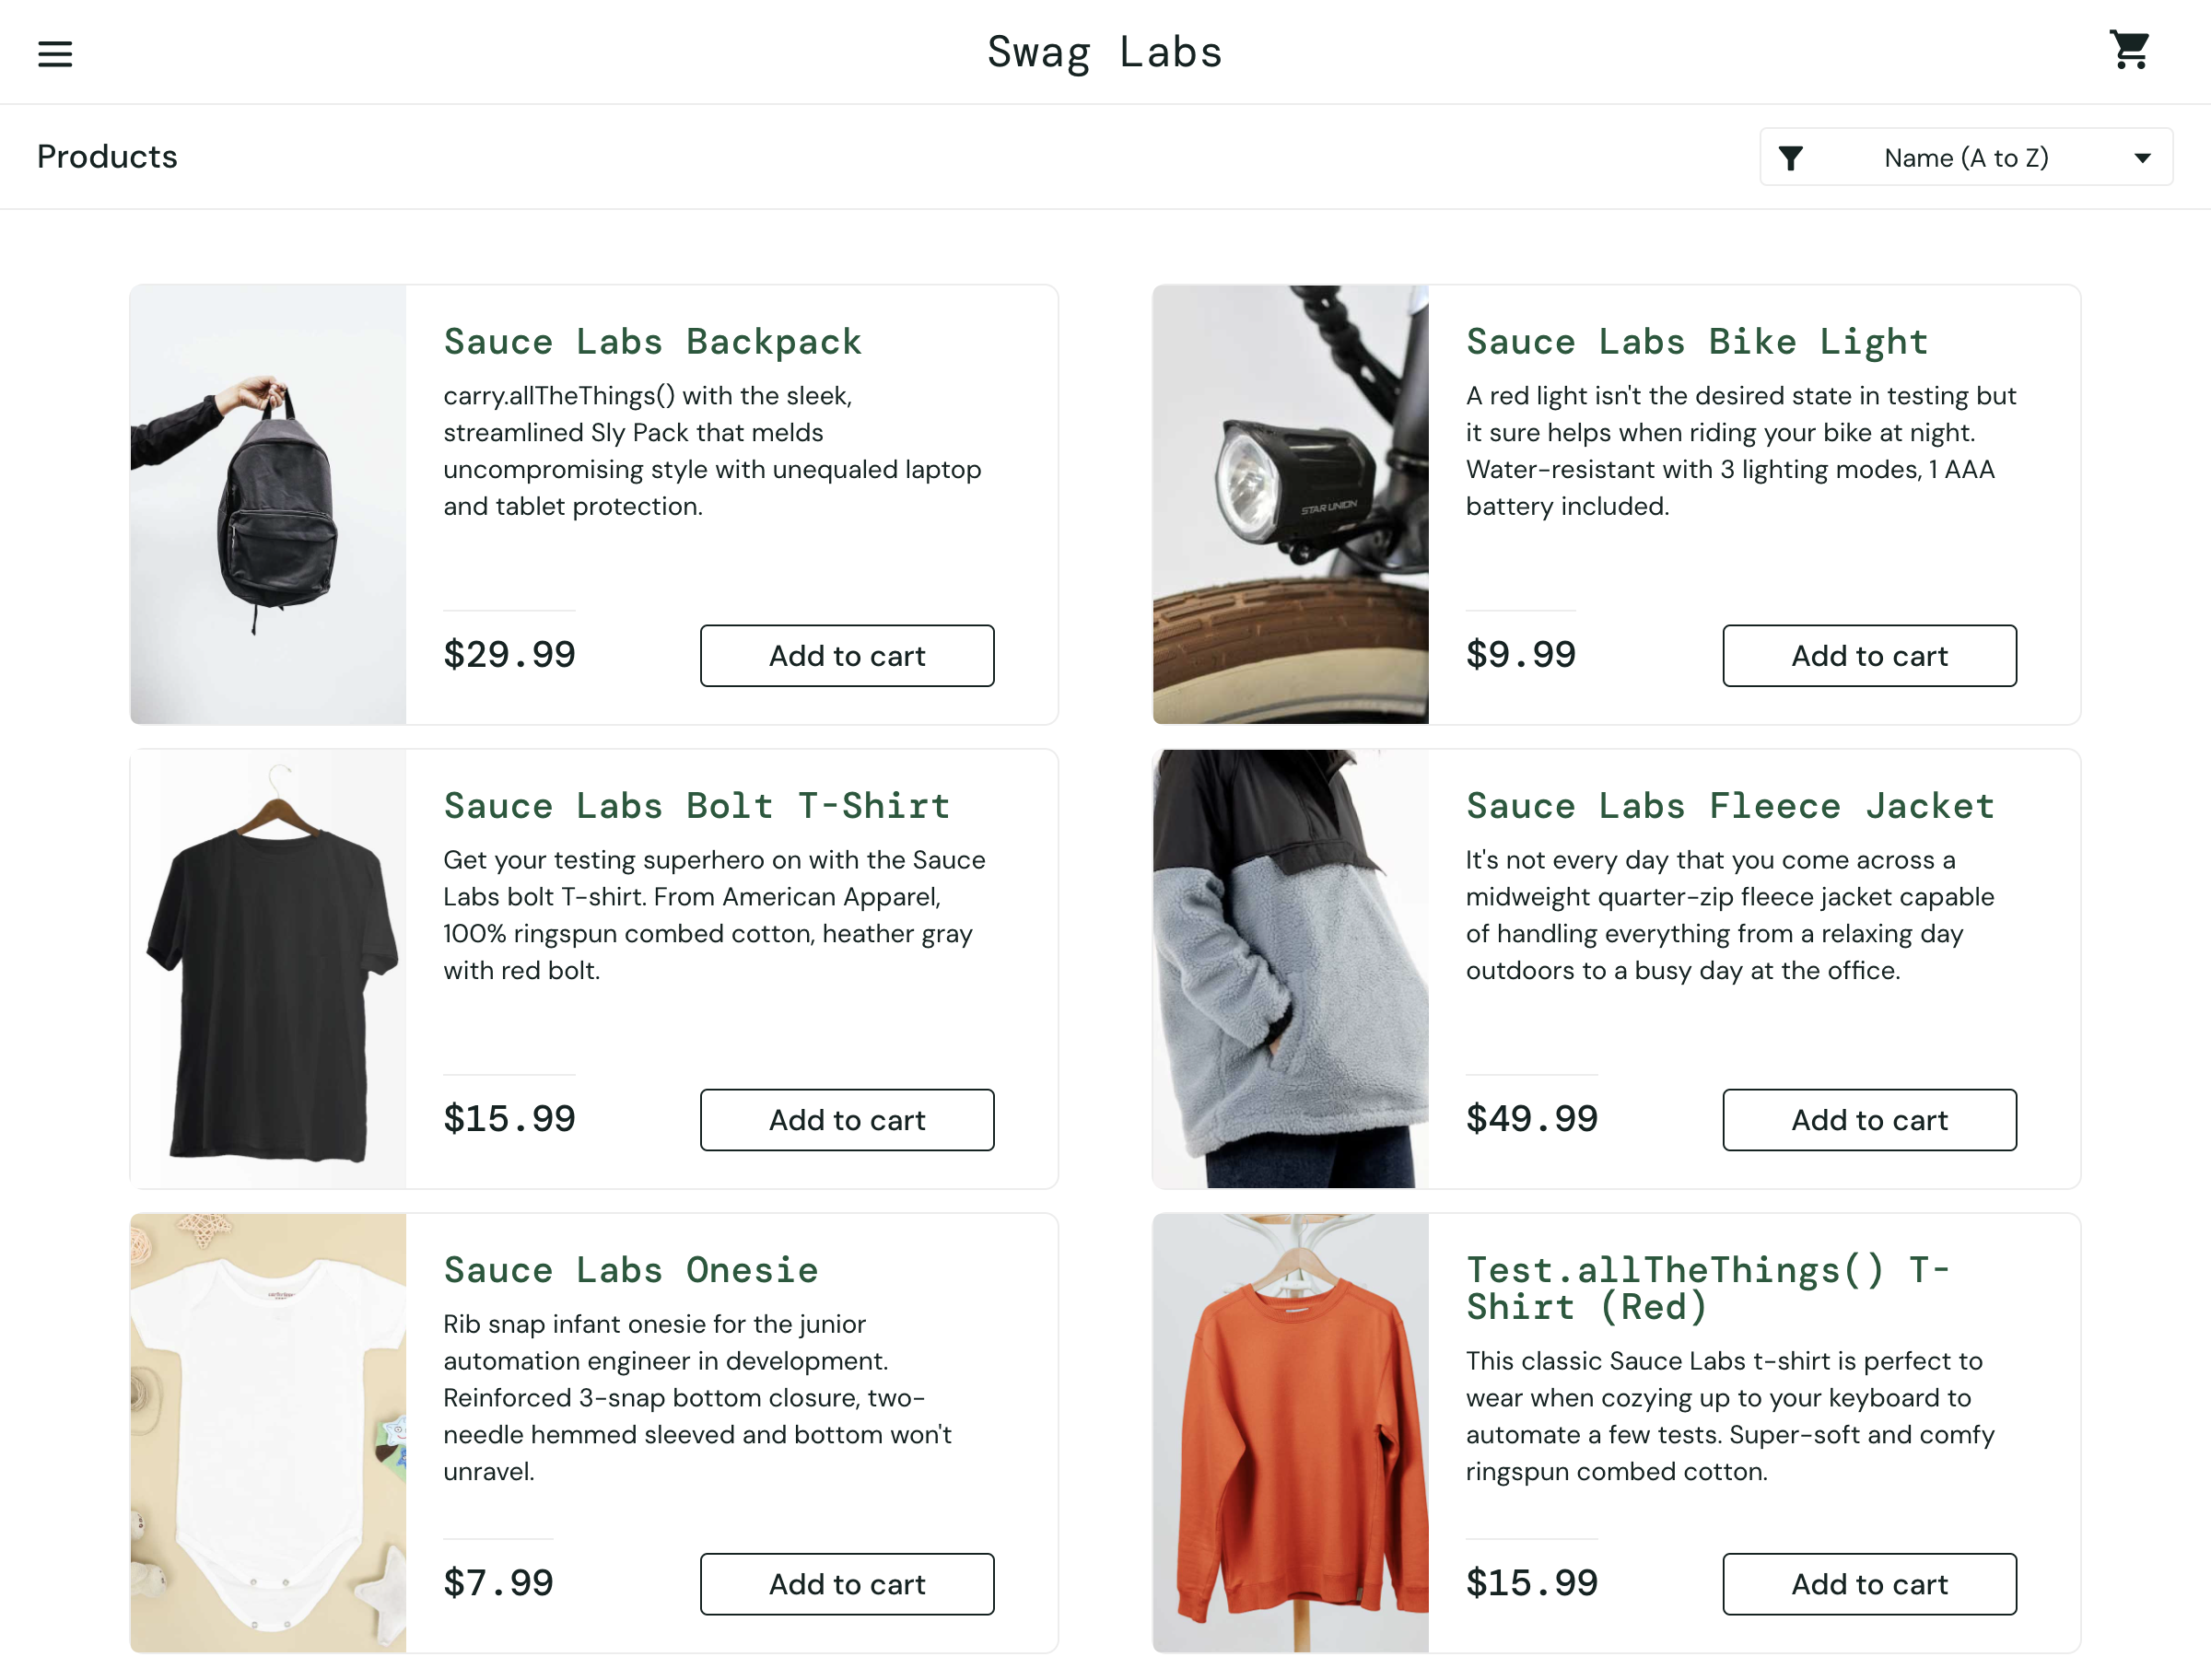 Swag Labs
Products
Name (A to Z)
Sauce Labs Backpack
carry.allTheThings() with the sleek,
streamlined Sly Pack that melds
uncompromising style with unequaled laptop
and tablet protection.
$29.99
Add to cart
STAR UNION
Sauce Labs Bike Light
A red light isn't the desired state in testing but
it sure helps when riding your bike at night.
Water-resistant with 3 lighting modes, 1 AAA
battery included.
$9.99
Add to cart
Sauce Labs Bolt T-Shirt
Get your testing superhero on with the Sauce
Labs bolt T-shirt. From American Apparel,
100% ringspun combed cotton, heather gray
with red bolt.
$15.99
Add to cart
Sauce Labs Fleece Jacket
It's not every day that you come across a
midweight quarter-zip fleece jacket capable
of handling everything from a relaxing day
outdoors to a busy day at the office.
$49.99
Add to cart
Sauce Labs Onesie
Rib snap infant onesie for the junior
automation engineer in development.
Reinforced 3-snap bottom closure, two-
needle hemmed sleeved and bottom won't
unravel.
$7.99
Add to cart
Test.allTheThings() T-
Shirt (Red)
This classic Sauce Labs t-shirt is perfect to
wear when cozying up to your keyboard to
automate a few tests. Super-soft and comfy
ringspun combed cotton.
$15.99
Add to cart